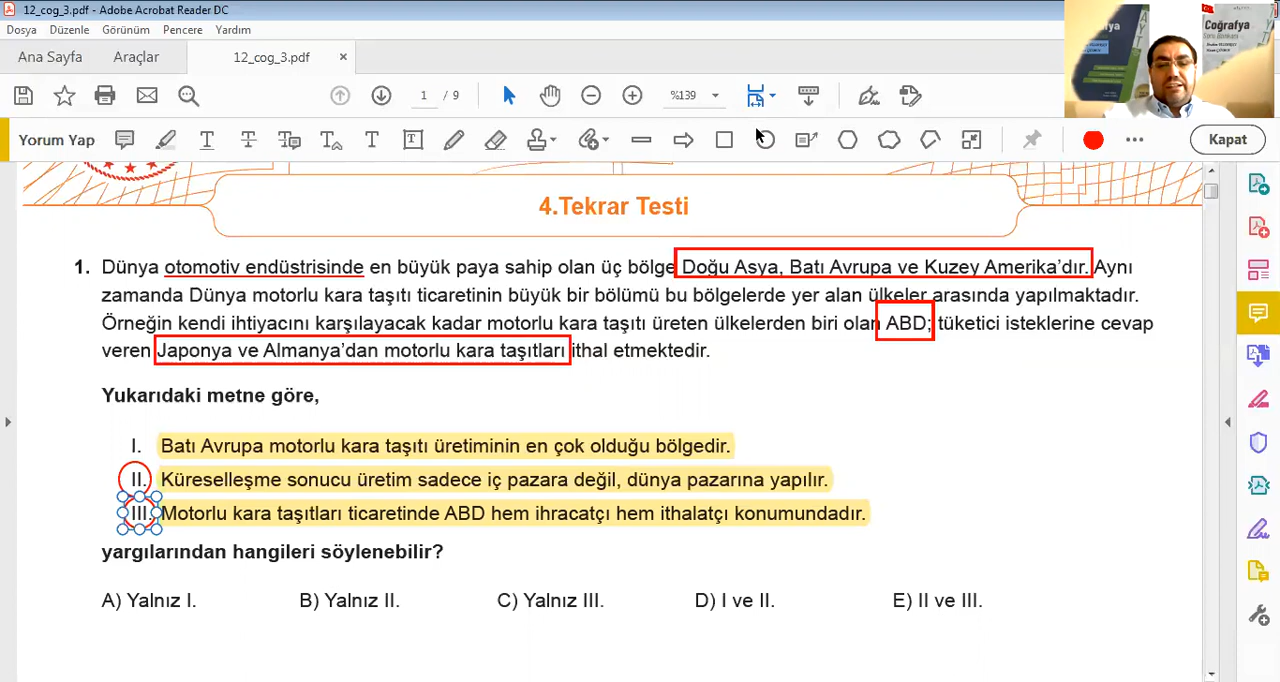 12_cog_3.pdf - Adobe Acrobat Reader DC
Dosya Düzenle Görünüm Pencere Yardım
Ana Sayfa Araçlar 12_cog_3.pdf ×
1 / 9 %139
Yorum Yap Kapat
Coğrafya
4.Tekrar Testi
1. Dünya otomotiv endüstrisinde en büyük paya sahip olan üç bölge Doğu Asya, Batı Avrupa ve Kuzey Amerika’dır. Aynı
zamanda Dünya motorlu kara taşıtı ticaretinin büyük bir bölümü bu bölgelerde yer alan ülkeler arasında yapılmaktadır.
Örneğin kendi ihtiyacını karşılayacak kadar motorlu kara taşıtı üreten ülkelerden biri olan ABD; tüketici isteklerine cevap
veren Japonya ve Almanya’dan motorlu kara taşıtları ithal etmektedir.
Yukarıdaki metne göre,
I. Batı Avrupa motorlu kara taşıtı üretiminin en çok olduğu bölgedir.
II. Küreselleşme sonucu üretim sadece iç pazara değil, dünya pazarına yapılır.
III. Motorlu kara taşıtları ticaretinde ABD hem ihracatçı hem ithalatçı konumundadır.
yargılarından hangileri söylenebilir?
A) Yalnız I. B) Yalnız II. C) Yalnız III. D) I ve II. E) II ve III.